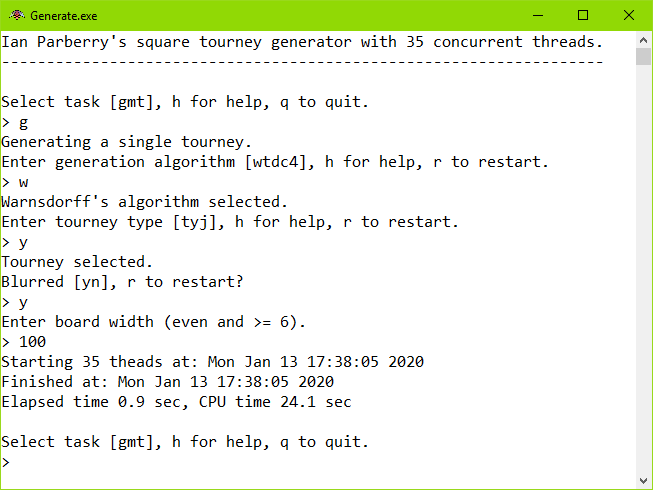 Generate.exe
Ian Parberry's square tourney generator with 35 concurrent threads.
-------------------------------------------------------------------
Select task [gmt], h for help, q to quit.
> g
Generating a single tourney.
Enter generation algorithm [wtdc4], h for help, r to restart.
> w
Warnsdorff's algorithm selected.
Enter tourney type [tyj], h for help, r to restart.
> y
Tourney selected.
Blurred [yn], r to restart?
> y
Enter board width (even and >= 6).
> 100
Starting 35 theads at: Mon Jan 13 17:38:05 2020
Finished at: Mon Jan 13 17:38:05 2020
Elapsed time 0.9 sec, CPU time 24.1 sec
Select task [gmt], h for help, q to quit.
>